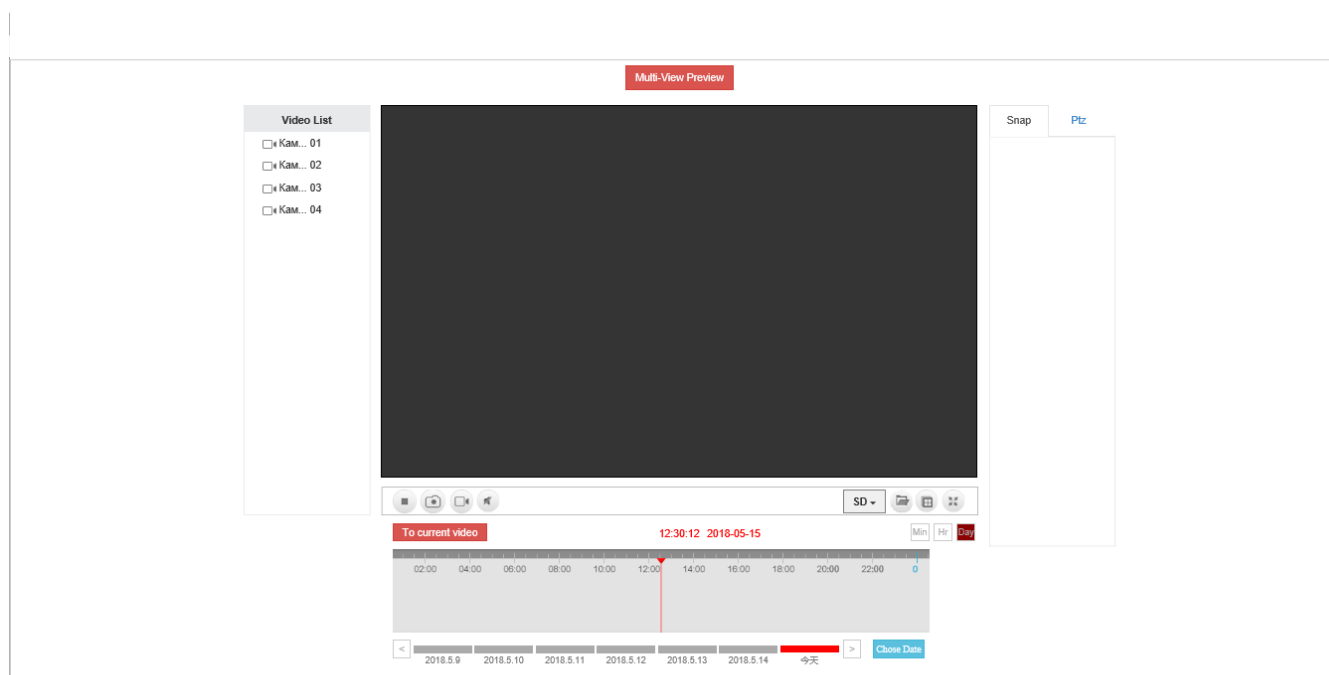 Multi-View Preview
Video List
Кам... 01
Кам... 02
Кам... 03
Кам... 04
Snap Ptz
SD
To current video 12:30:12 2018-05-15 Min Hr Day
02:00 04:00 06:00 08:00 10:00 12:00 14:00 16:00 18:00 20:00 22:00 0
< 2018.5.9 2018.5.10 2018.5.11 2018.5.12 2018.5.13 2018.5.14 今天 > Chose Date